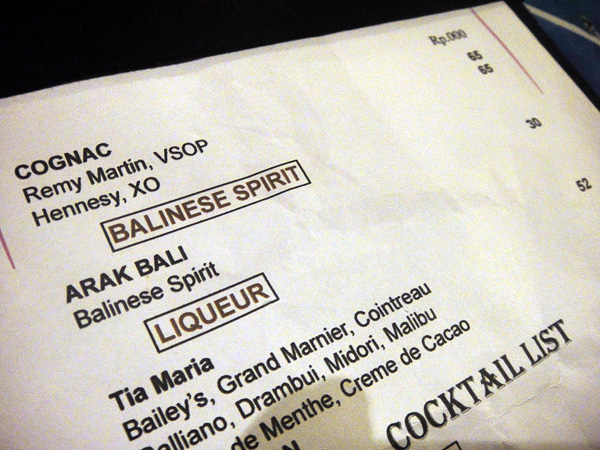 Rp.000
COGNAC
Remy Martin, VSOP 65
Hennesy, XO 65
BALINESE SPIRIT
ARAK BALI
Balinese Spirit 30
LIQUEUR
Tia Maria
Bailey's, Grand Marnier, Cointreau 52
Galliano, Drambui, Midori, Malibu
de Menthe, Creme de Cacao
COCKTAIL LIST